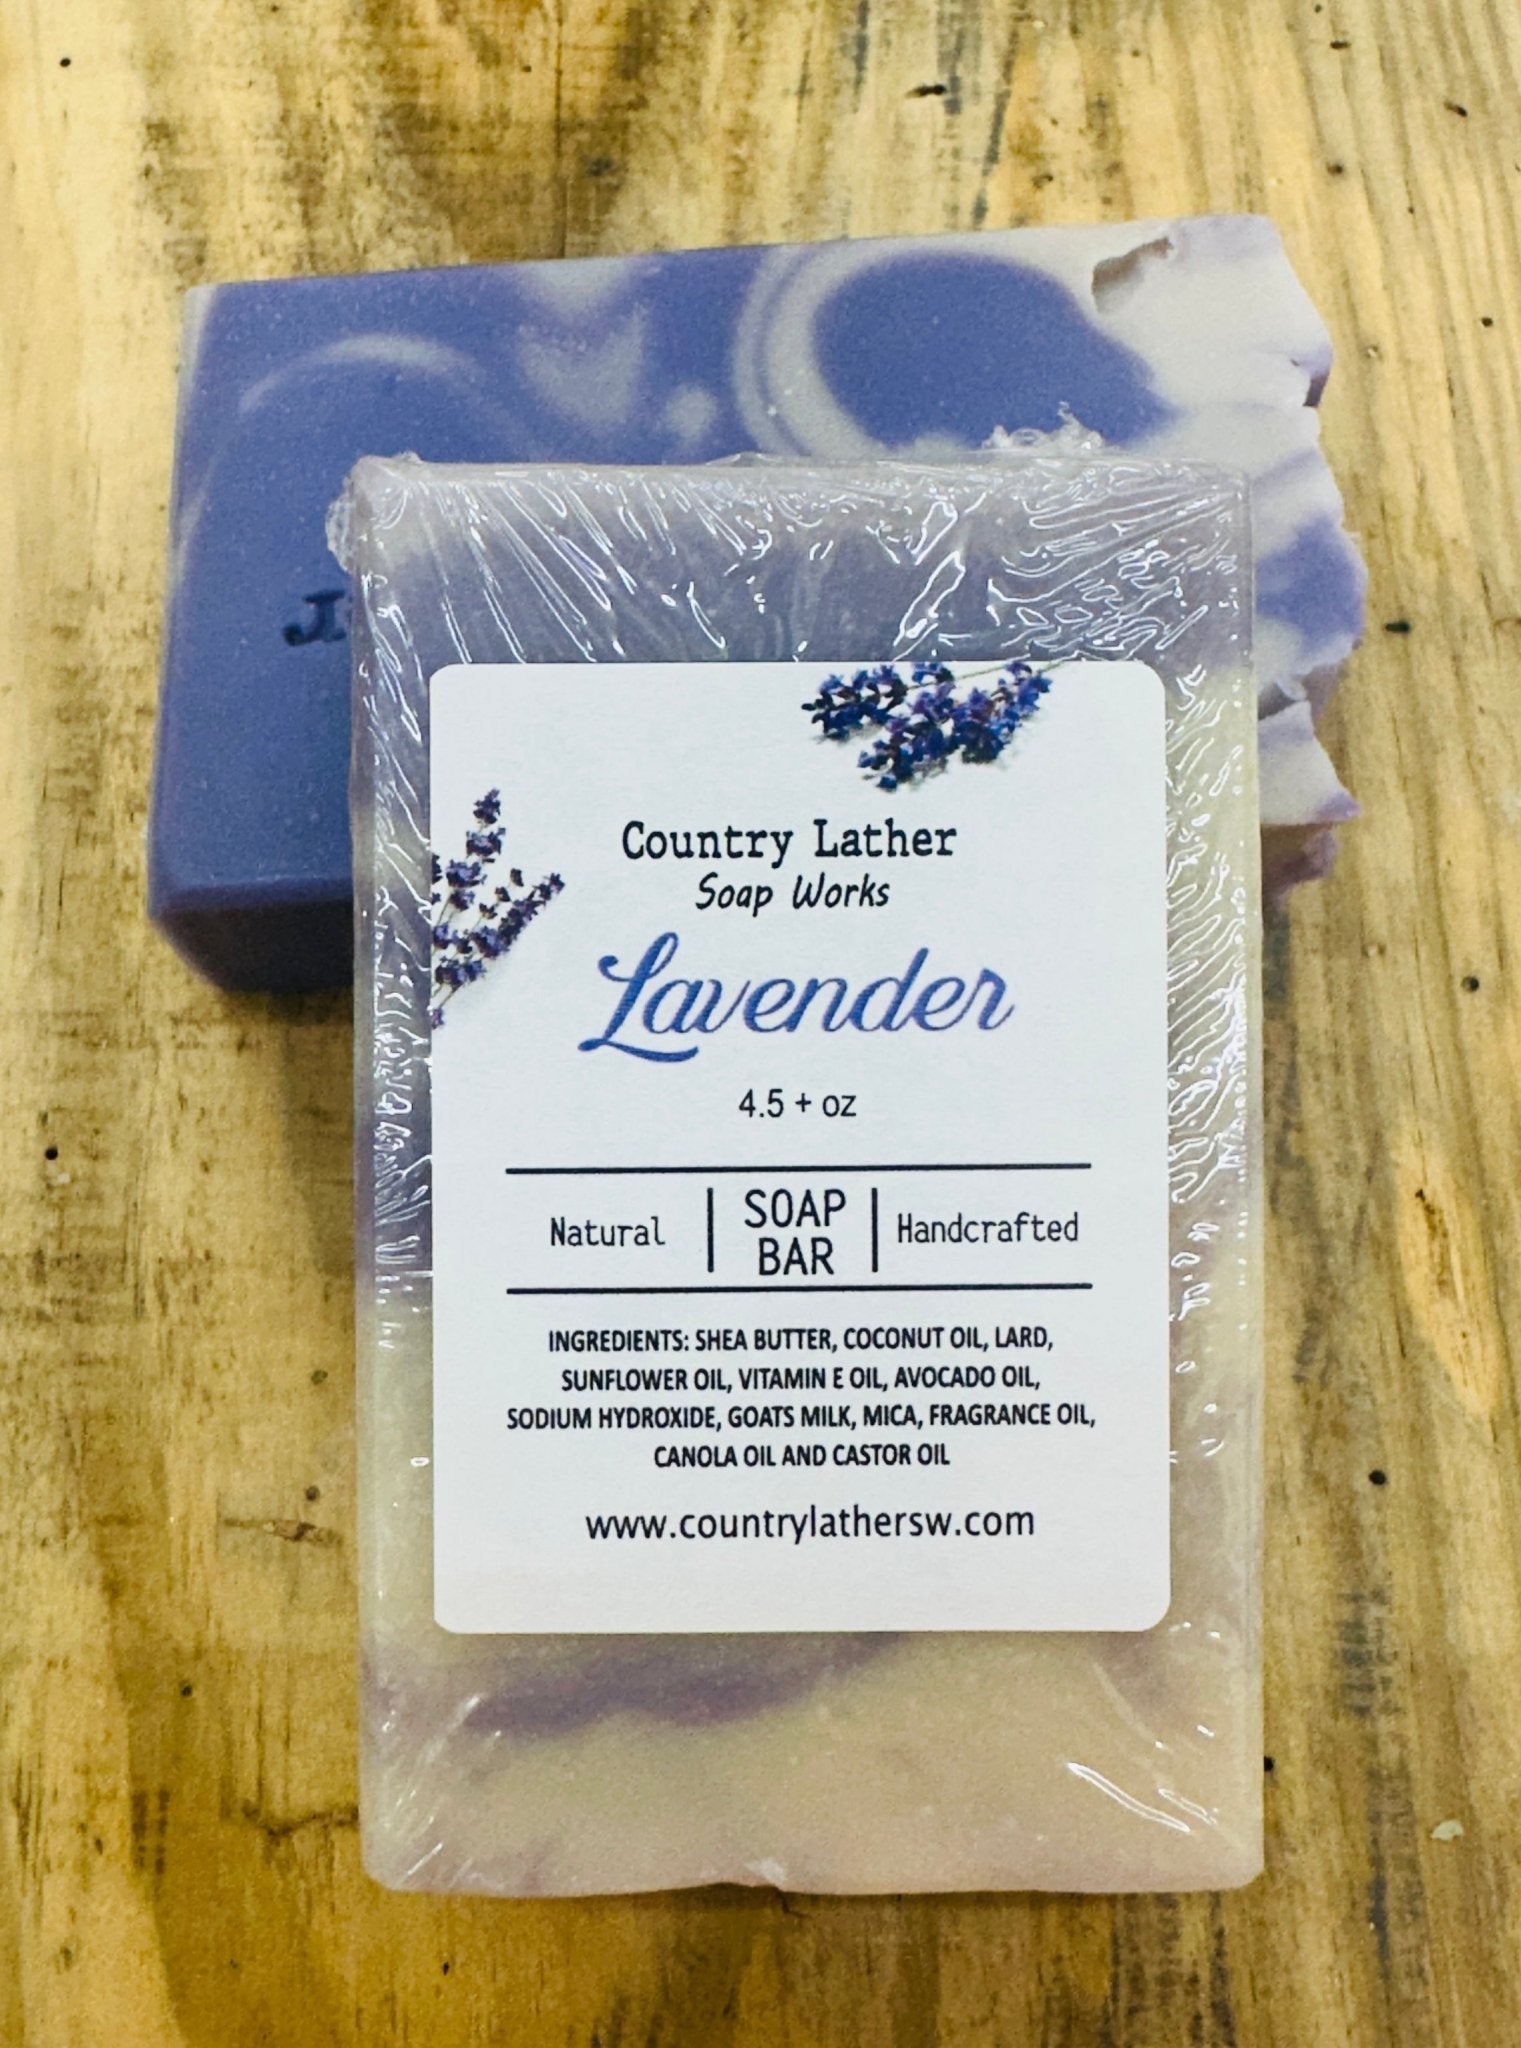 Country Lather
Soap Works
Lavender
4.5 + oz
Natural | SOAP BAR | Handcrafted
INGREDIENTS: SHEA BUTTER, COCONUT OIL, LARD,
SUNFLOWER OIL, VITAMIN E OIL, AVOCADO OIL,
SODIUM HYDROXIDE, GOATS MILK, MICA, FRAGRANCE OIL,
CANOLA OIL AND CASTOR OIL
www.countrylathersw.com